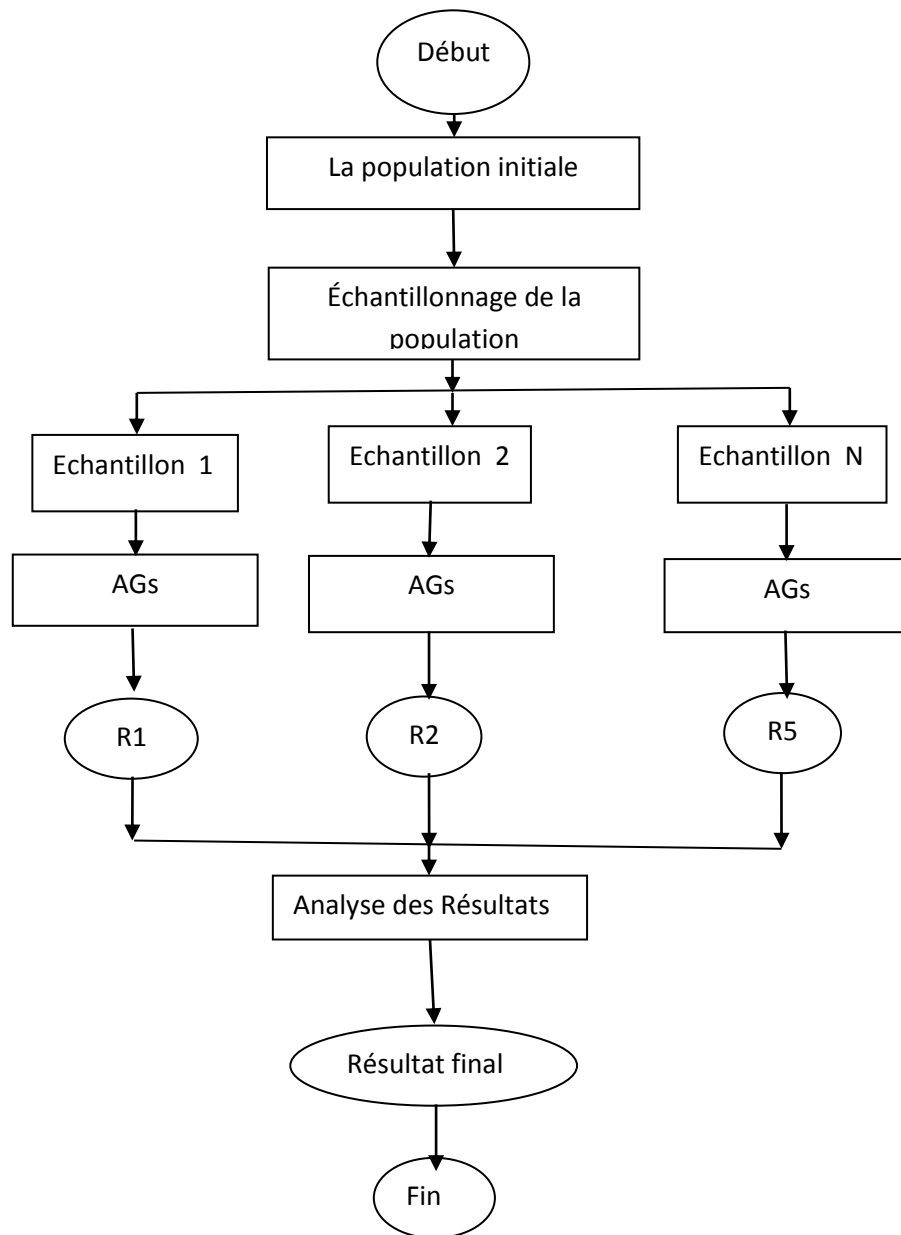 Début
La population initiale
Échantillonnage de la
population
Echantillon 1
Echantillon 2
Echantillon N
AGs
AGs
AGs
R1
R2
R5
Analyse des Résultats
Résultat final
Fin